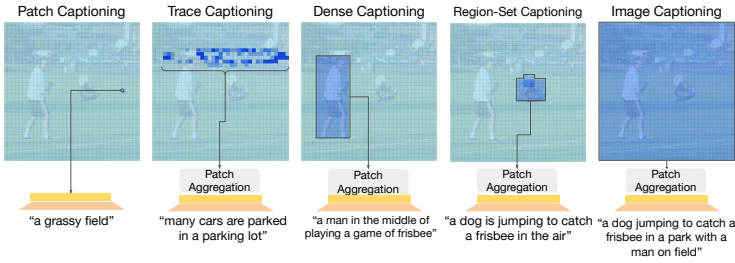 Patch Captioning
Trace Captioning
Dense Captioning
Region-Set Captioning
Image Captioning
Patch
Aggregation
Patch
Aggregation
Patch
Aggregation
Patch
Aggregation
“a grassy field”
“many cars are parked
in a parking lot”
“a man in the middle of
playing a game of frisbee”
“a dog is jumping to catch
a frisbee in the air”
“a dog jumping to catch a
frisbee in a park with a
man on field”